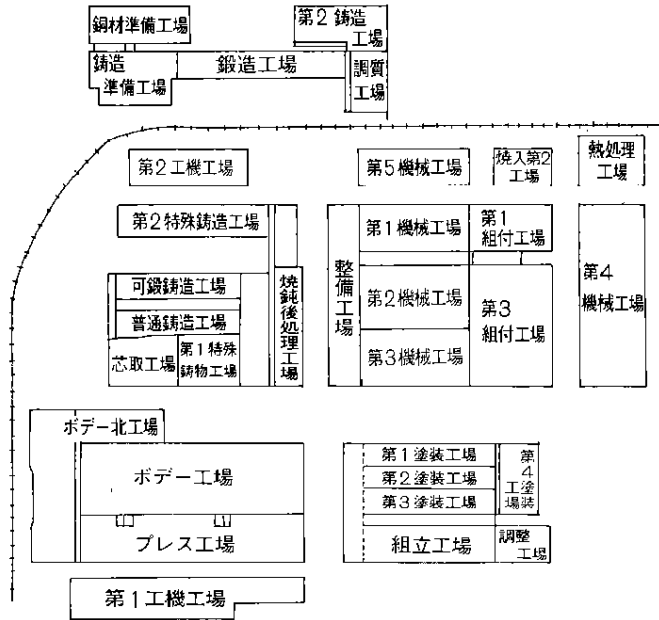 鋼材準備工場
第2鋳造
工場
鋳造
準備工場
鍛造工場
調質
工場
第2工機工場
第5機械工場
焼入第2
工場
熱処理
工場
第2特殊鋳造工場
焼鈍後処理工場
整備工場
第1機械工場
第1
組付工場
可鍛鋳造工場
普通鋳造工場
芯取工場
第1特殊
鋳物工場
第2機械工場
第3機械工場
第3
組付工場
第4
機械工場
ボデー北工場
ボデー工場
プレス工場
第1塗装工場
第2塗装工場
第3塗装工場
第4塗装
工場
組立工場
調整
工場
第1工機工場